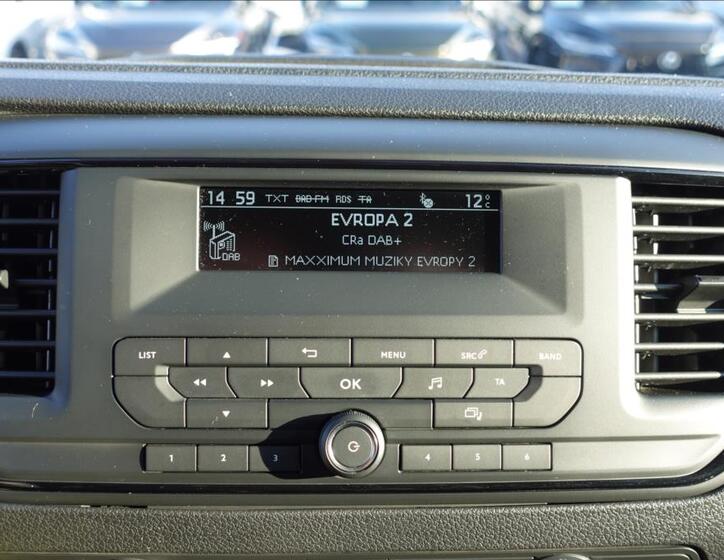 14 59 TXT DAB-FM RDS TA 12°C
EVROPA 2
CRa DAB+
DAB
MAXXIMUM MUZIKY EVROPY 2
LIST MENU SRC BAND
OK TA
1 2 3 4 5 6